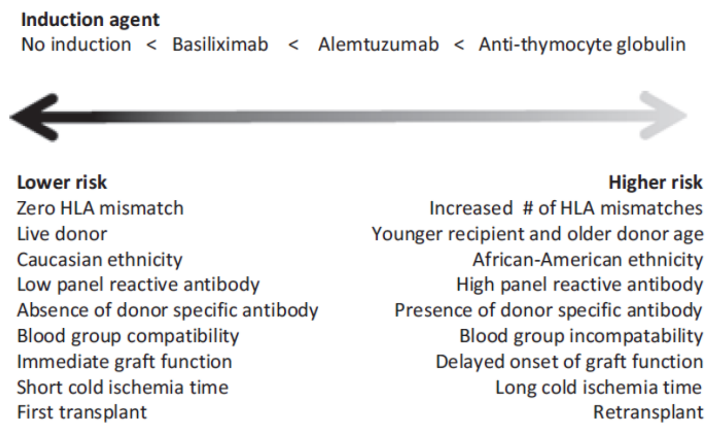 Induction agent
No induction < Basiliximab < Alemtuzumab < Anti-thymocyte globulin
Lower risk Higher risk
Zero HLA mismatch Increased # of HLA mismatches
Live donor Younger recipient and older donor age
Caucasian ethnicity African-American ethnicity
Low panel reactive antibody High panel reactive antibody
Absence of donor specific antibody Presence of donor specific antibody
Blood group compatibility Blood group incompatability
Immediate graft function Delayed onset of graft function
Short cold ischemia time Long cold ischemia time
First transplant Retransplant